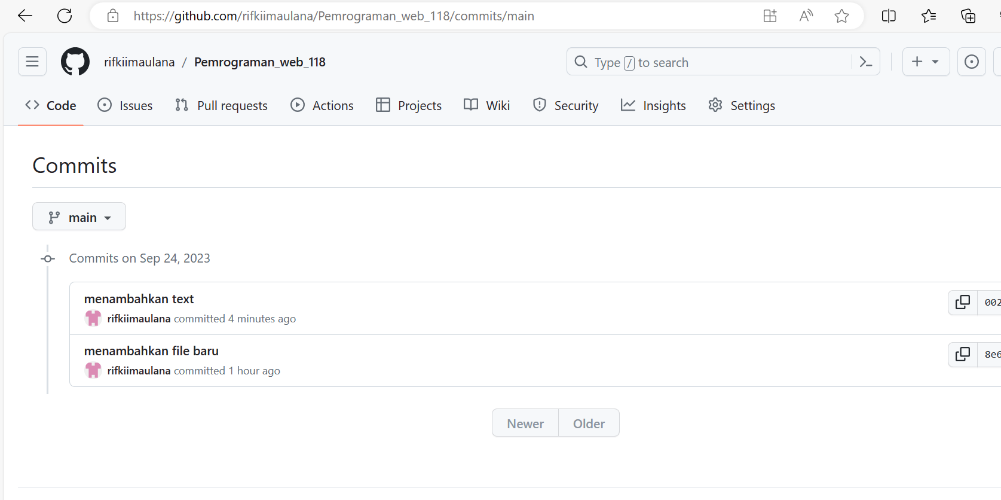 https://github.com/rifkiimaulana/Pemrograman_web_118/commits/main
rifkiimaulana / Pemrograman_web_118
Type / to search
Code Issues Pull requests Actions Projects Wiki Security Insights Settings
Commits
main
Commits on Sep 24, 2023
menambahkan text
002
rifkiimaulana committed 4 minutes ago
menambahkan file baru
8e6
rifkiimaulana committed 1 hour ago
Newer Older